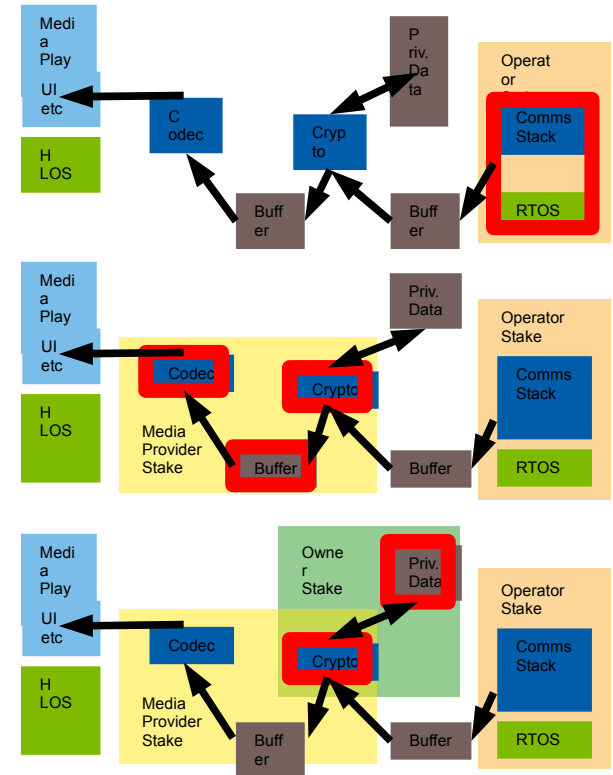 Medi
a
Play
UI
etc
H
LOS
C
odec
Buff
er
Cryp
to
P
riv.
Da
ta
Buff
er
Operat
or
Comms
Stack
RTOS
Medi
a
Play
UI
etc
H
LOS
Codec
Media
Provider
Stake
Buffer
Crypto
Priv.
Data
Buffer
Operator
Stake
Comms
Stack
RTOS
Medi
a
Play
UI
etc
H
LOS
Codec
Media
Provider
Stake
Buff
er
Owne
r
Stake
Crypto
Priv.
Data
Buffer
Operator
Stake
Comms
Stack
RTOS